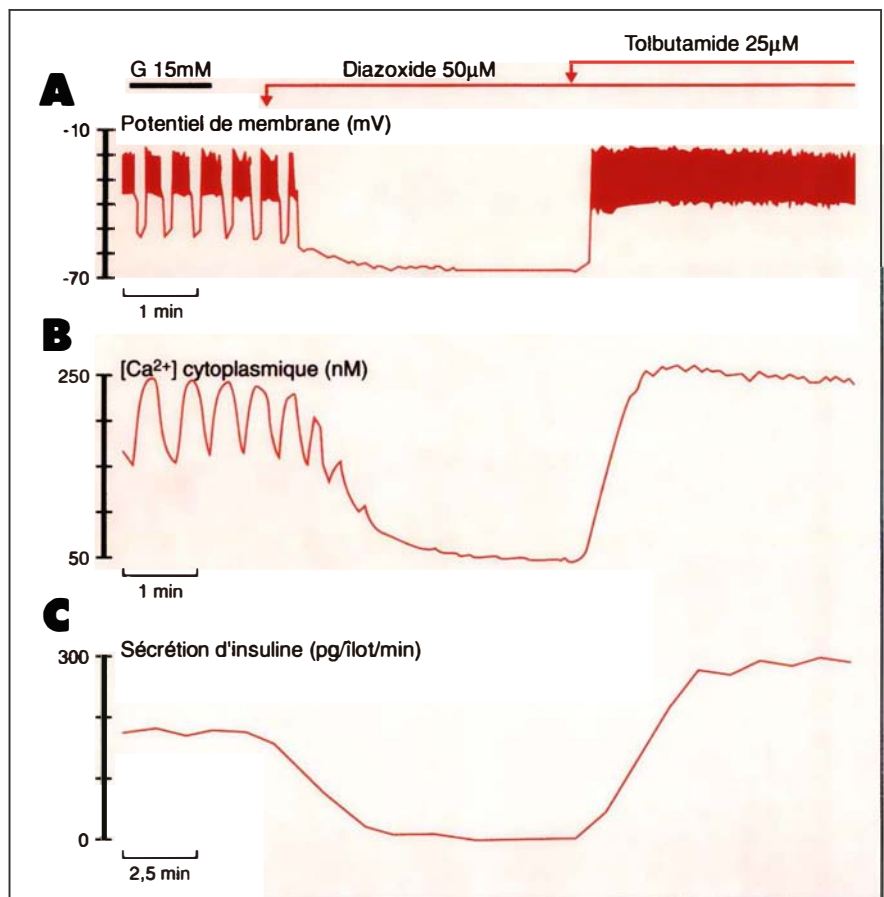 Tolbutamide 25µM
G 15mM
Diazoxide 50µM
A
Potentiel de membrane (mV)
-10
-70
1 min
B
[Ca²⁺] cytoplasmique (nM)
250
50
1 min
C
Sécrétion d'insuline (pg/îlot/min)
300
0
2,5 min